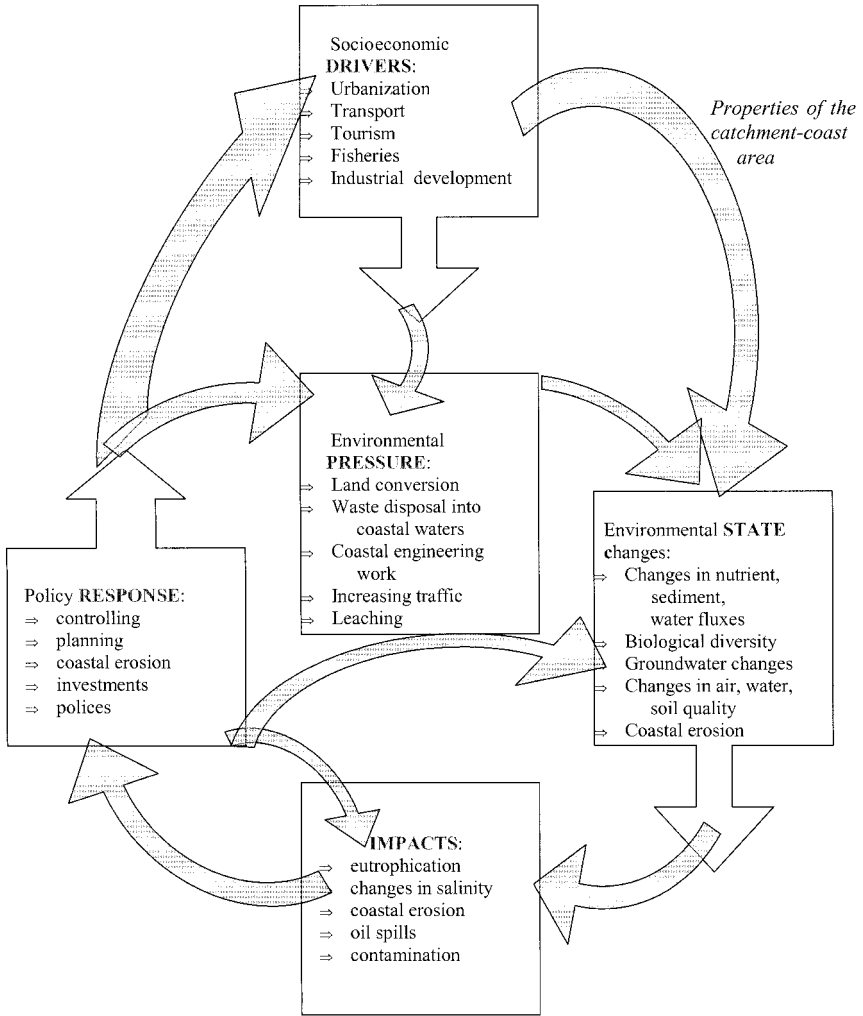 Socioeconomic
DRIVERS:
⇒ Urbanization
⇒ Transport
⇒ Tourism
⇒ Fisheries
⇒ Industrial development
Properties of the
catchment-coast
area
Environmental
PRESSURE:
⇒ Land conversion
⇒ Waste disposal into
coastal waters
⇒ Coastal engineering
work
⇒ Increasing traffic
⇒ Leaching
Environmental STATE
changes:
⇒ Changes in nutrient,
sediment,
water fluxes
⇒ Biological diversity
⇒ Groundwater changes
⇒ Changes in air, water,
soil quality
⇒ Coastal erosion
Policy RESPONSE:
⇒ controlling
⇒ planning
⇒ coastal erosion
⇒ investments
⇒ polices
IMPACTS:
⇒ eutrophication
⇒ changes in salinity
⇒ coastal erosion
⇒ oil spills
⇒ contamination